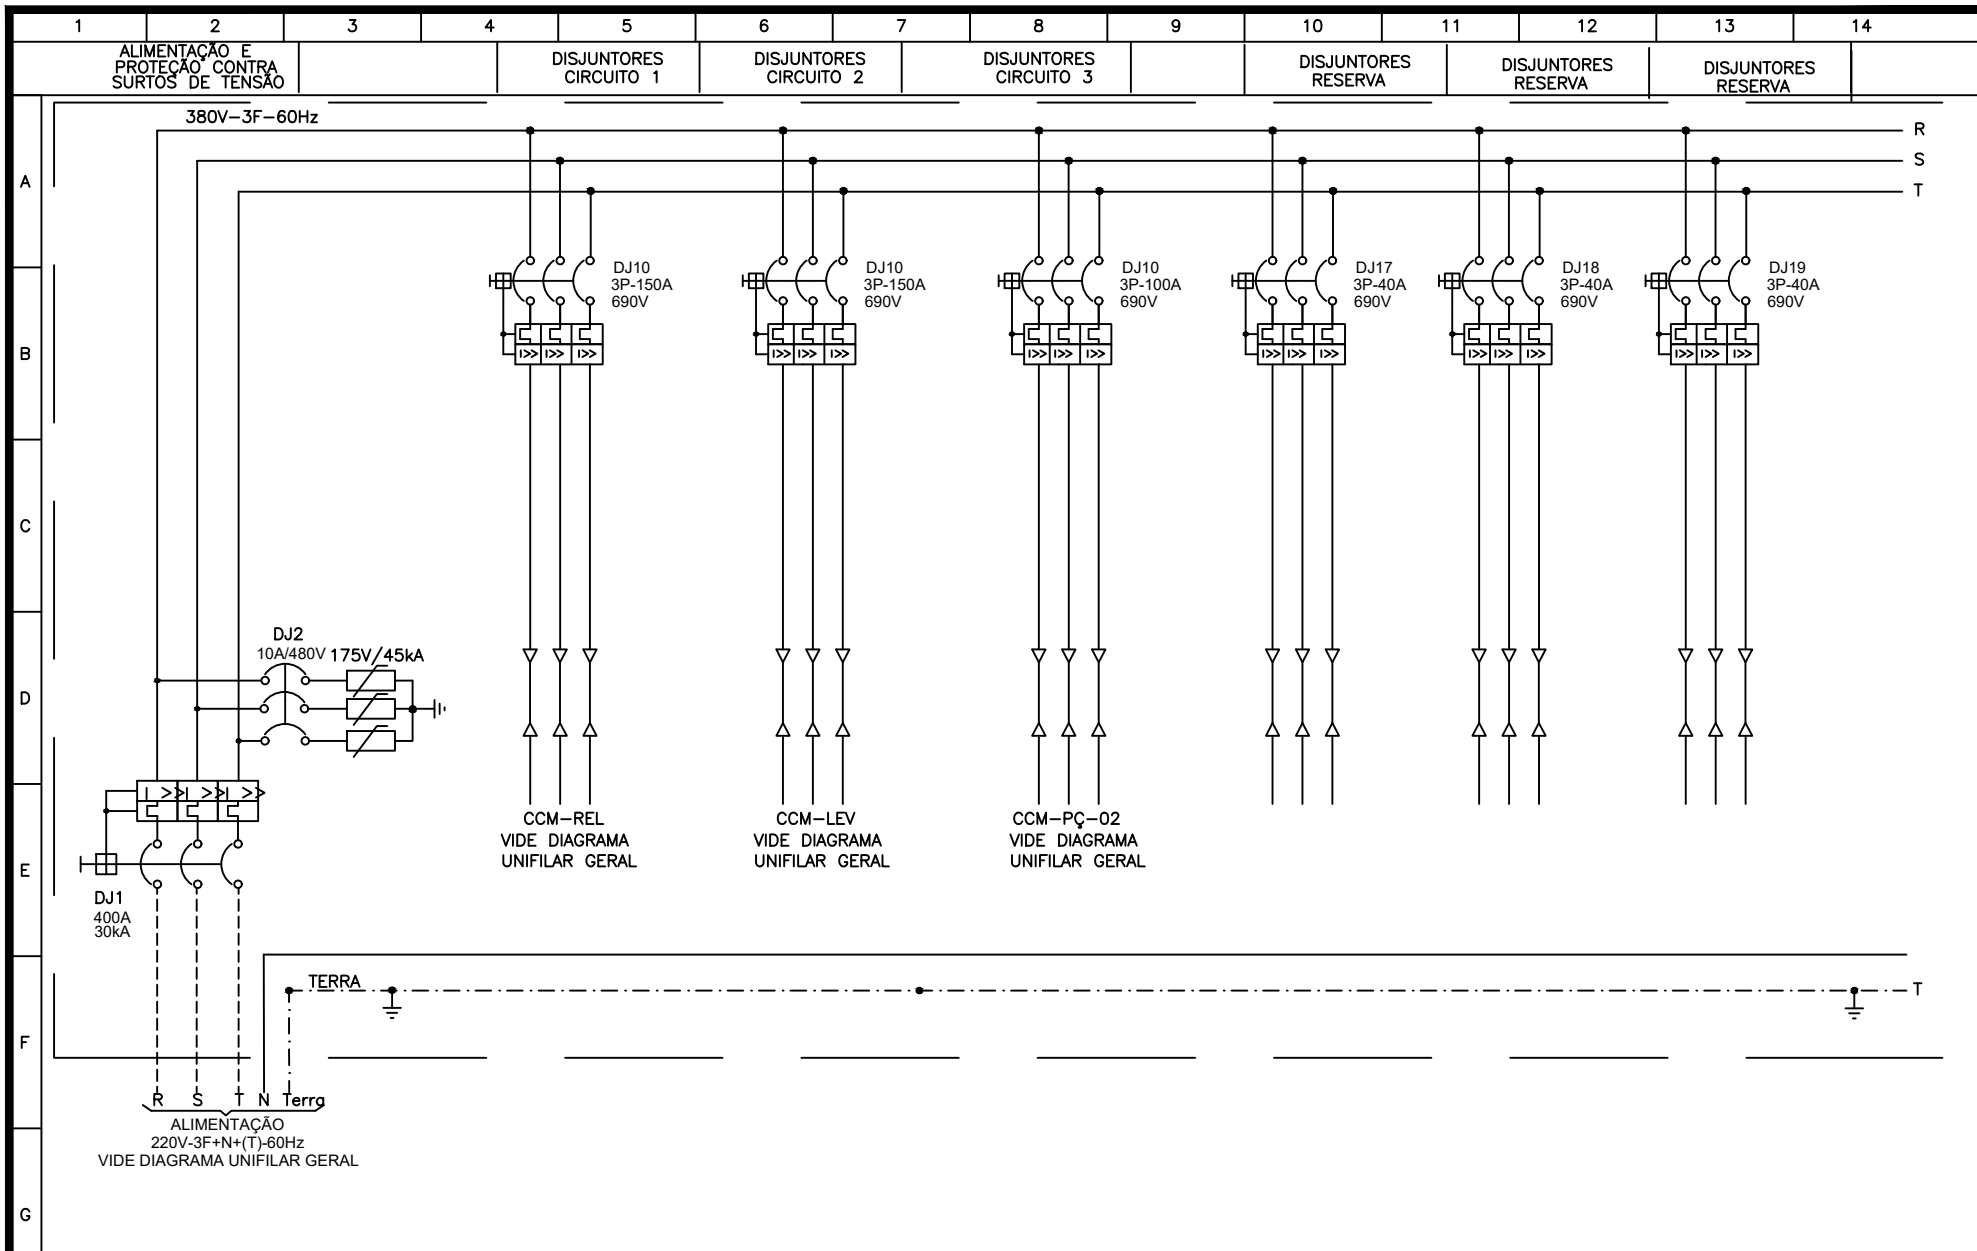 1 2 3 4 5 6 7 8 9 10 11 12 13 14
ALIMENTAÇÃO E
PROTEÇÃO CONTRA
SURTOS DE TENSÃO
DISJUNTORES
CIRCUITO 1
DISJUNTORES
CIRCUITO 2
DISJUNTORES
CIRCUITO 3
DISJUNTORES
RESERVA
DISJUNTORES
RESERVA
DISJUNTORES
RESERVA
380V-3F-60Hz
R
S
T
A
DJ10
3P-150A
690V
DJ10
3P-150A
690V
DJ10
3P-100A
690V
DJ17
3P-40A
690V
DJ18
3P-40A
690V
DJ19
3P-40A
690V
B
I>> I>> I>>
I>> I>> I>>
I>> I>> I>>
I>> I>> I>>
I>> I>> I>>
I>> I>> I>>
C
DJ2
10A/480V
175V/45kA
D
I >> I >> I >>
CCM-REL
VIDE DIAGRAMA
UNIFILAR GERAL
CCM-LEV
VIDE DIAGRAMA
UNIFILAR GERAL
CCM-PÇ-02
VIDE DIAGRAMA
UNIFILAR GERAL
E
DJ1
400A
30kA
TERRA
T
F
R S T N Terra
ALIMENTAÇÃO
220V-3F+N+(T)-60Hz
VIDE DIAGRAMA UNIFILAR GERAL
G